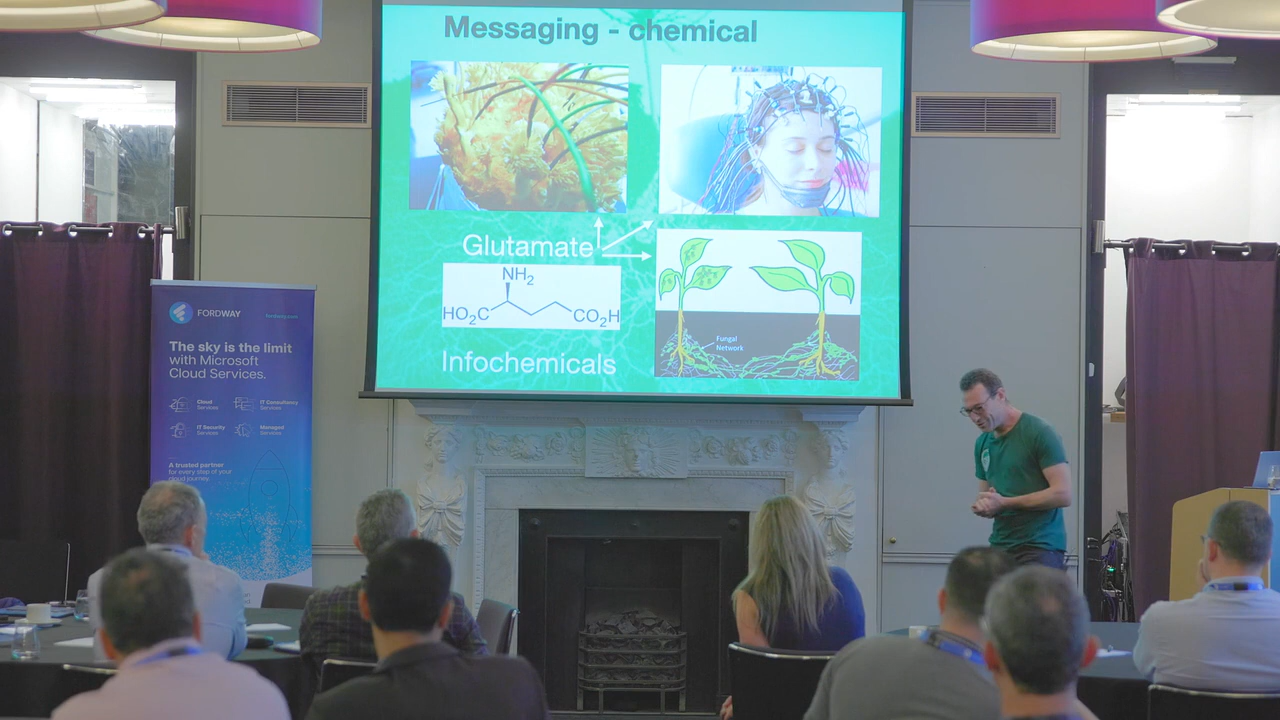 Messaging - chemical
Glutamate
NH2
HO2C
CO2H
Infochemicals
Fungal
Network
FORDWAY
fordway.com
The sky is the limit
with Microsoft
Cloud Services.
Cloud
Services
IT Consultancy
Services
IT Security
Services
Managed
Services
A trusted partner
for every step of your
cloud journey.